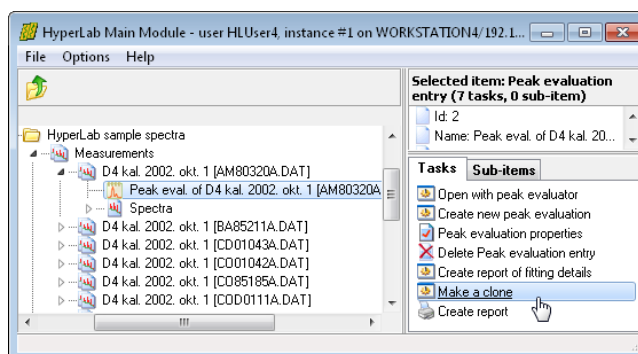 HyperLab Main Module - user HLUser4, instance #1 on WORKSTATION4/192.1...
File Options Help
HyperLab sample spectra
Measurements
D4 kal. 2002. okt. 1 [AM80320A.DAT]
Peak eval. of D4 kal. 2002. okt. 1 [AM80320A
Spectra
D4 kal. 2002. okt. 1 [BA85211A.DAT]
D4 kal. 2002. okt. 1 [CD01043A.DAT]
D4 kal. 2002. okt. 1 [CO01042A.DAT]
D4 kal. 2002. okt. 1 [CO85185A.DAT]
D4 kal. 2002. okt. 1 [COD0111A.DAT]
Selected item: Peak evaluation
entry (7 tasks, 0 sub-item)
Id: 2
Name: Peak eval. of D4 kal. 20...
Tasks Sub-items
Open with peak evaluator
Create new peak evaluation
Peak evaluation properties
Delete Peak evaluation entry
Create report of fitting details
Make a clone
Create report